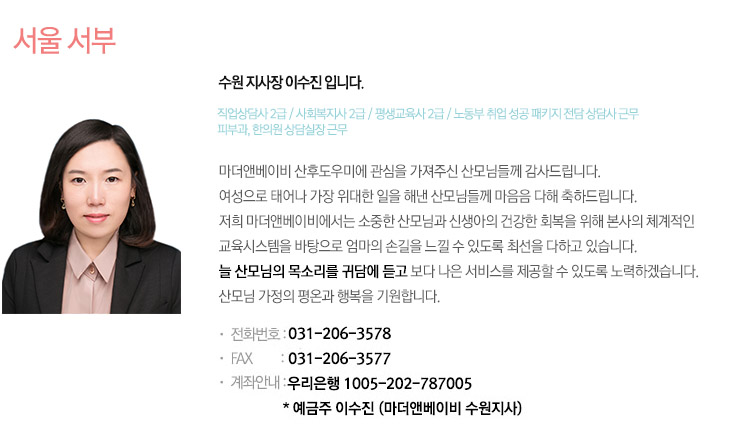 서울 서부
수원 지사장 이수진 입니다.
직업상담사 2급 / 사회복지사 2급 / 평생교육사 2급 / 노동부 취업 성공 패키지 전담 상담사 근무
피부과, 한의원 상담실장 근무
마더앤베이비 산후도우미에 관심을 가져주신 산모님들께 감사드립니다.
여성으로 태어나 가장 위대한 일을 해낸 산모님들께 마음음 다해 축하드립니다.
저희 마더앤베이비에서는 소중한 산모님과 신생아의 건강한 회복을 위해 본사의 체계적인
교육시스템을 바탕으로 엄마의 손길을 느낄 수 있도록 최선을 다하고 있습니다.
늘 산모님의 목소리를 귀담에 듣고 보다 나은 서비스를 제공할 수 있도록 노력하겠습니다.
산모님 가정의 평온과 행복을 기원합니다.
· 전화번호 : 031-206-3578
· FAX : 031-206-3577
· 계좌안내 : 우리은행 1005-202-787005
* 예금주 이수진 (마더앤베이비 수원지사)